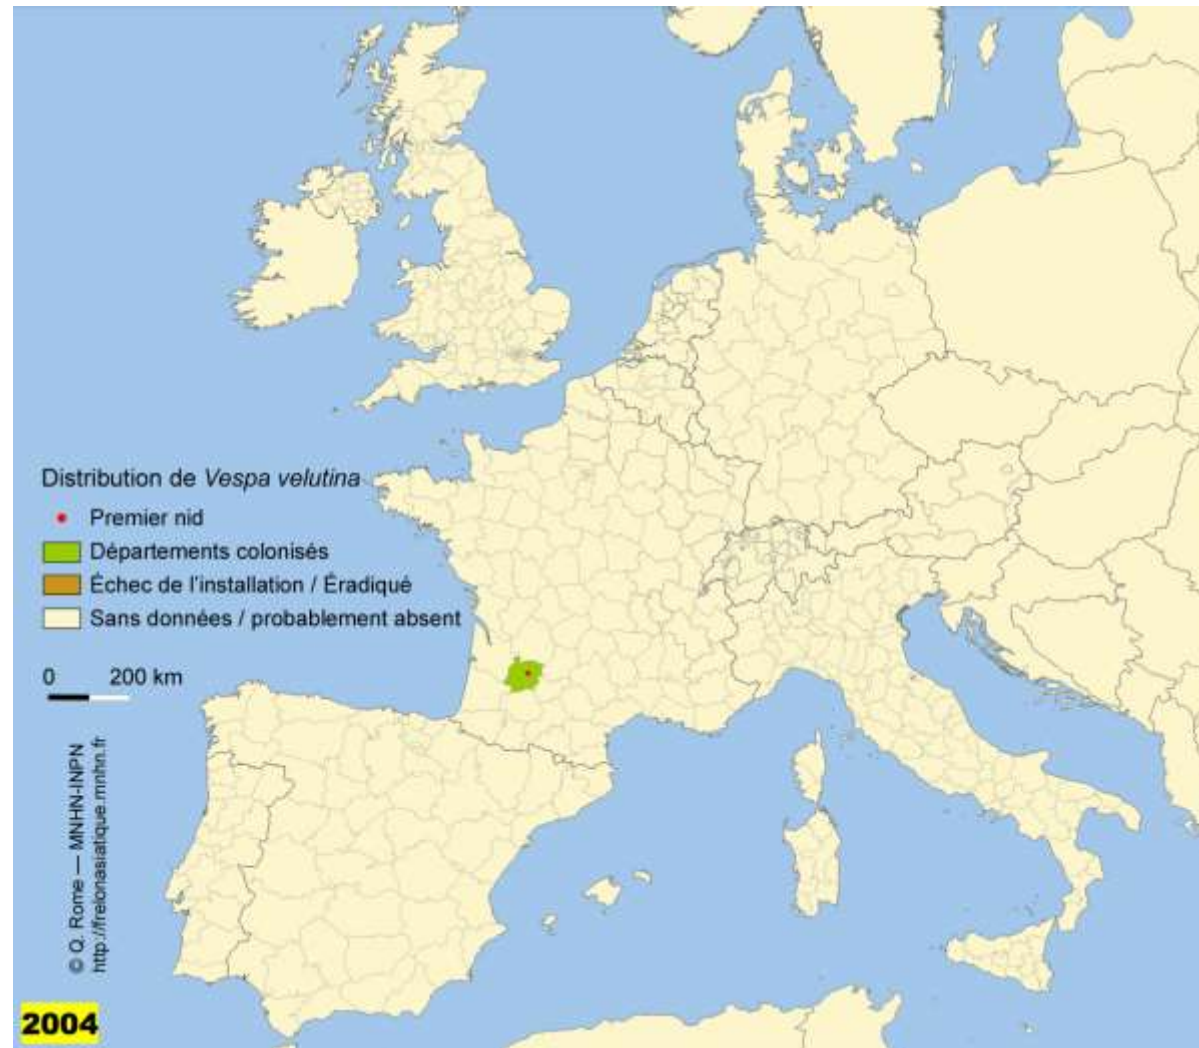 Distribution de Vespa velutina
Premier nid
Départements colonisés
Échec de l'installation / Éradiqué
Sans données / probablement absent
0 200 km
© Q. Rome — MNHN-INPN
http://frelonasiatique.mnhn.fr
2004